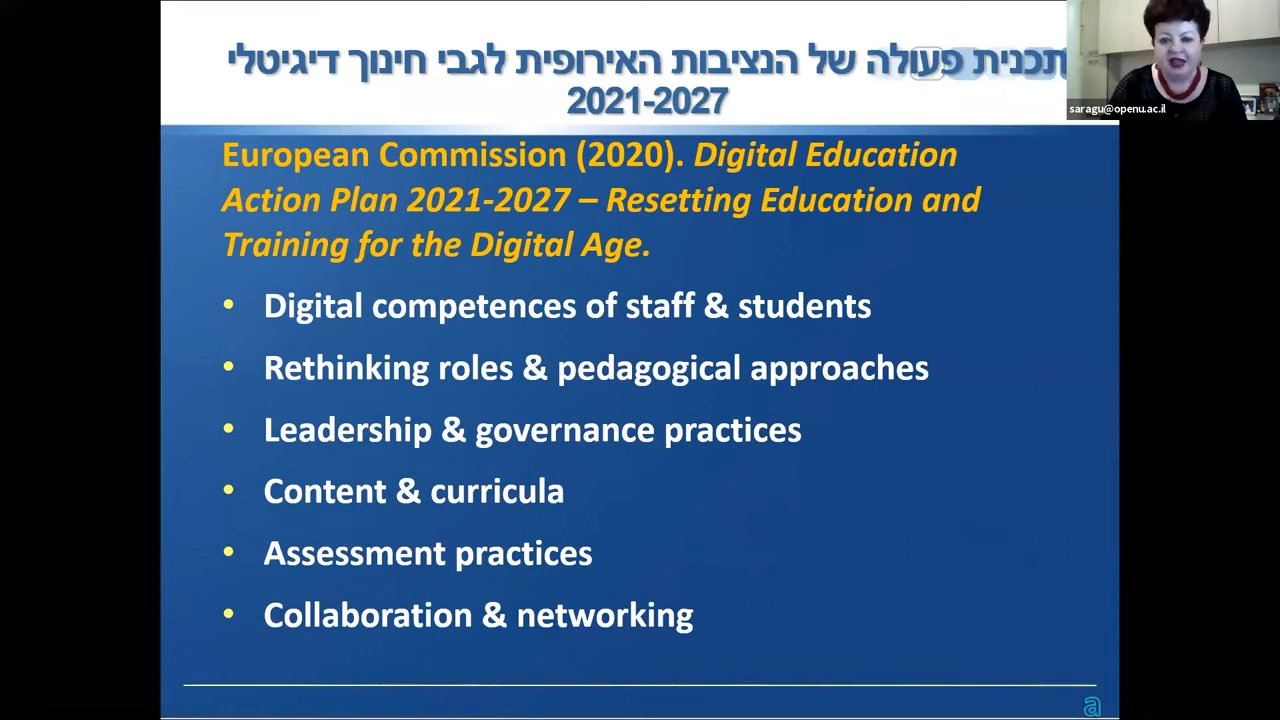 תכנית פעולה של הנציבות האירופית לגבי חינוך דיגיטלי
2021-2027
saragu@openu.ac.il
European Commission (2020). Digital Education
Action Plan 2021-2027 – Resetting Education and
Training for the Digital Age.
• Digital competences of staff & students
• Rethinking roles & pedagogical approaches
• Leadership & governance practices
• Content & curricula
• Assessment practices
• Collaboration & networking
a